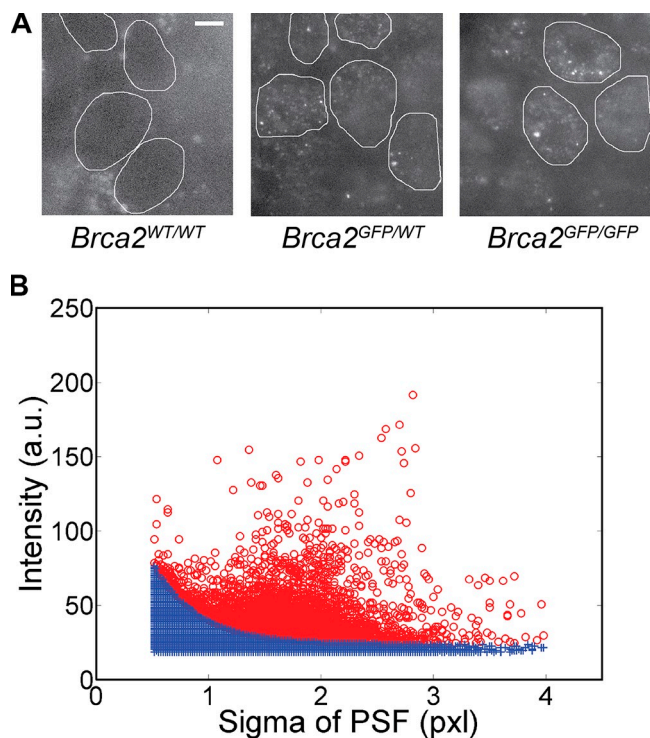 A
Brca2WT/WT
Brca2GFP/WT
Brca2GFP/GFP
B
250
200
150
100
50
0
Intensity (a.u.)
0
1
2
3
4
Sigma of PSF (pxl)